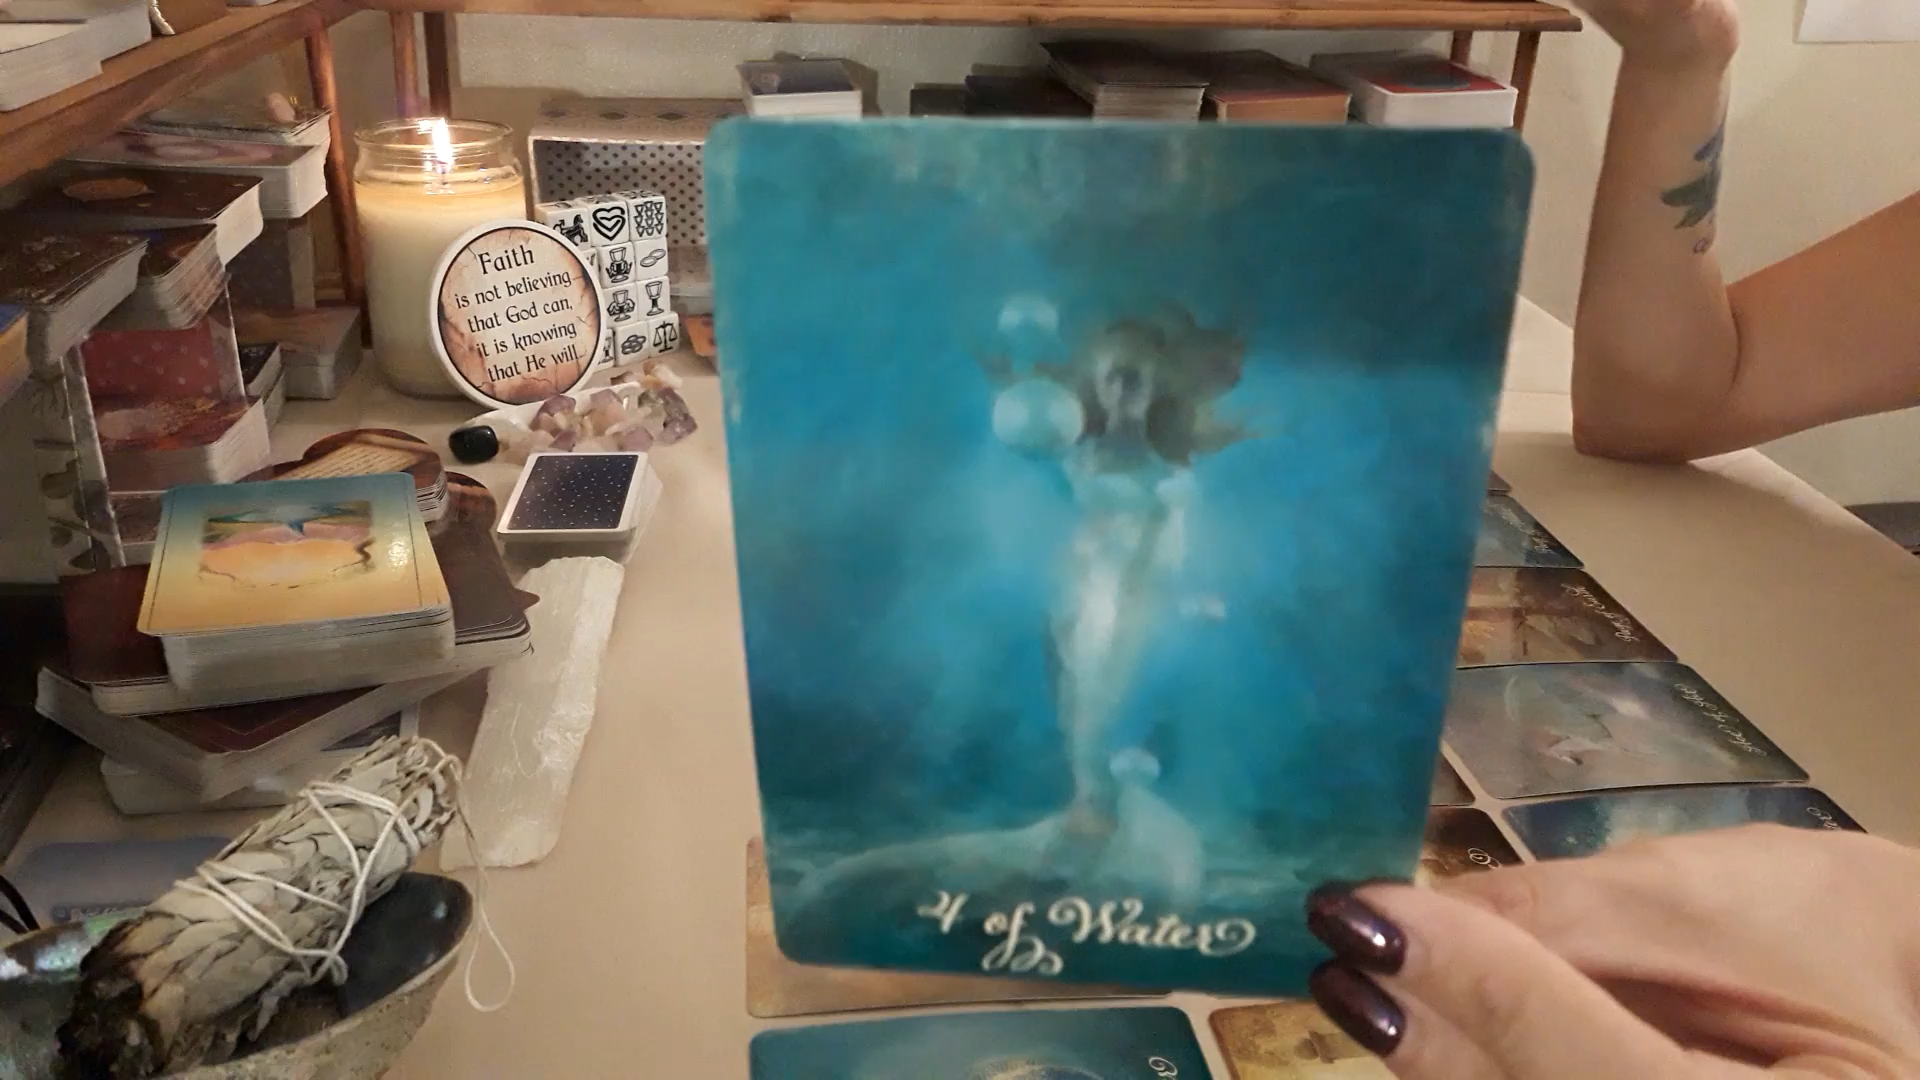 Faith
is not believing
that God can,
it is knowing
that He will.
4 of Water